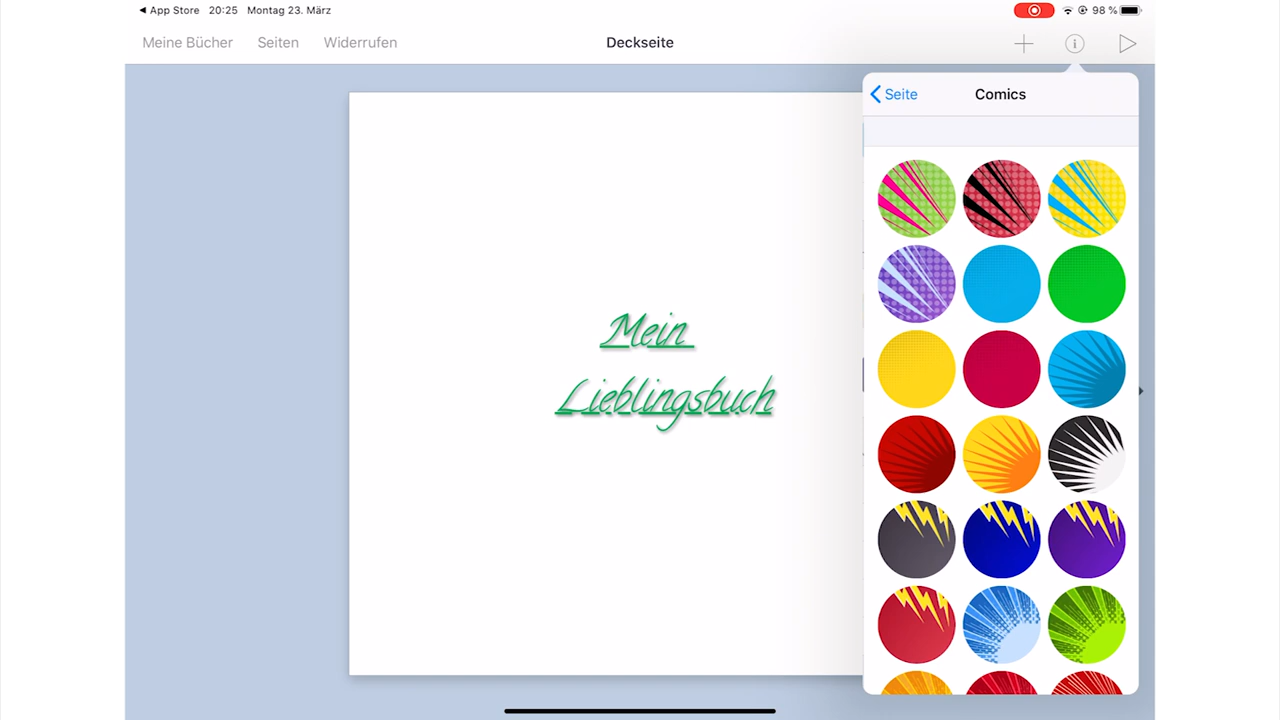 App Store 20:25 Montag 23. März 98 %
Meine Bücher Seiten Widerrufen Deckseite
Seite Comics
Mein
Lieblingsbuch